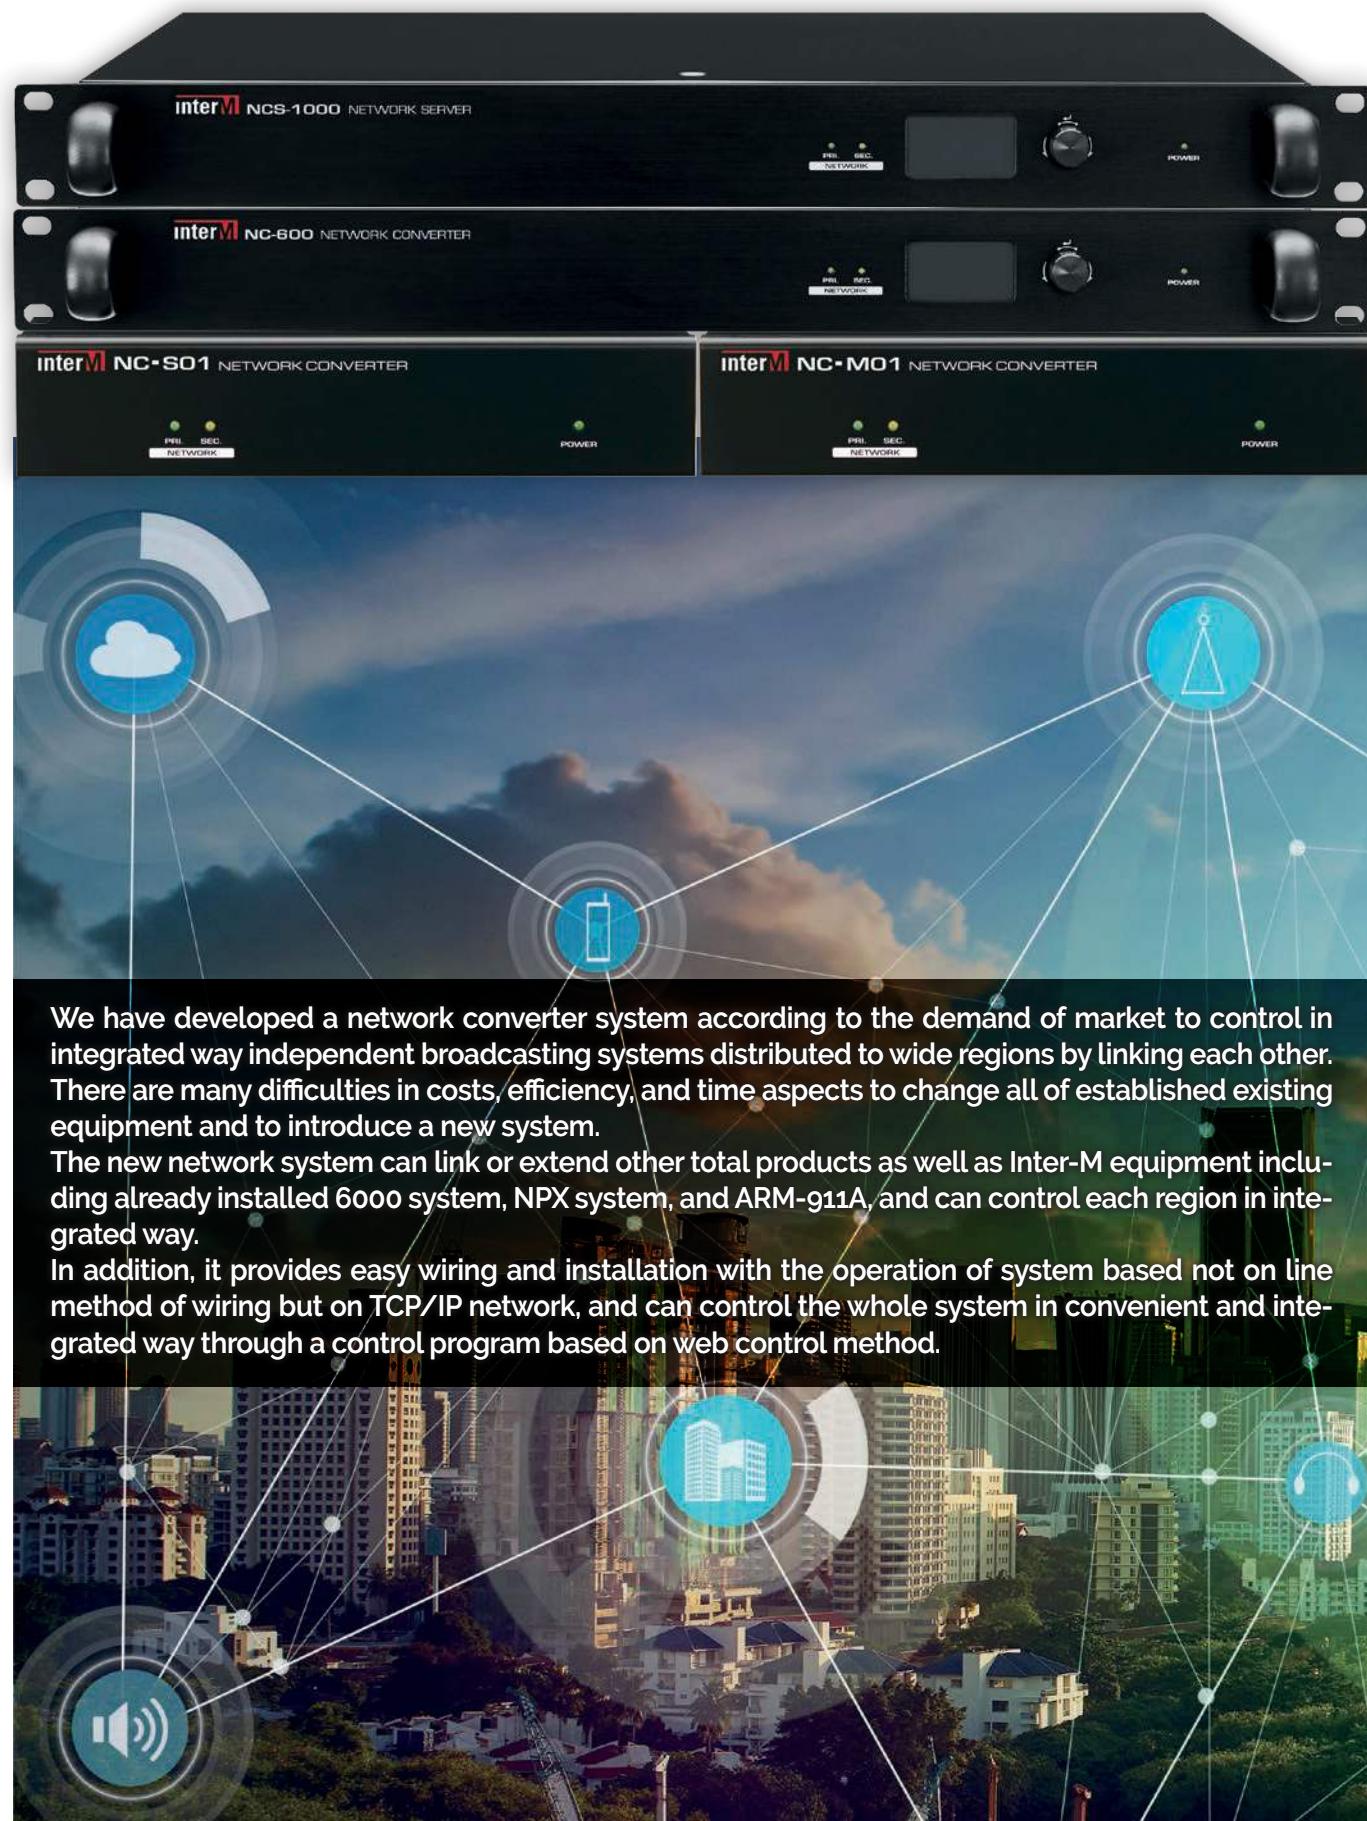 interM NCS-1000 NETWORK SERVER
PRI. SEC.
NETWORK
POWER
interM NC-600 NETWORK CONVERTER
PRI. SEC.
NETWORK
POWER
interM NC-S01 NETWORK CONVERTER
PRI. SEC.
NETWORK
POWER
interM NC-M01 NETWORK CONVERTER
PRI. SEC.
NETWORK
POWER
We have developed a network converter system according to the demand of market to control in
integrated way independent broadcasting systems distributed to wide regions by linking each other.
There are many difficulties in costs, efficiency, and time aspects to change all of established existing
equipment and to introduce a new system.
The new network system can link or extend other total products as well as Inter-M equipment inclu-
ding already installed 6000 system, NPX system, and ARM-911A, and can control each region in inte-
grated way.
In addition, it provides easy wiring and installation with the operation of system based not on line
method of wiring but on TCP/IP network, and can control the whole system in convenient and inte-
grated way through a control program based on web control method.